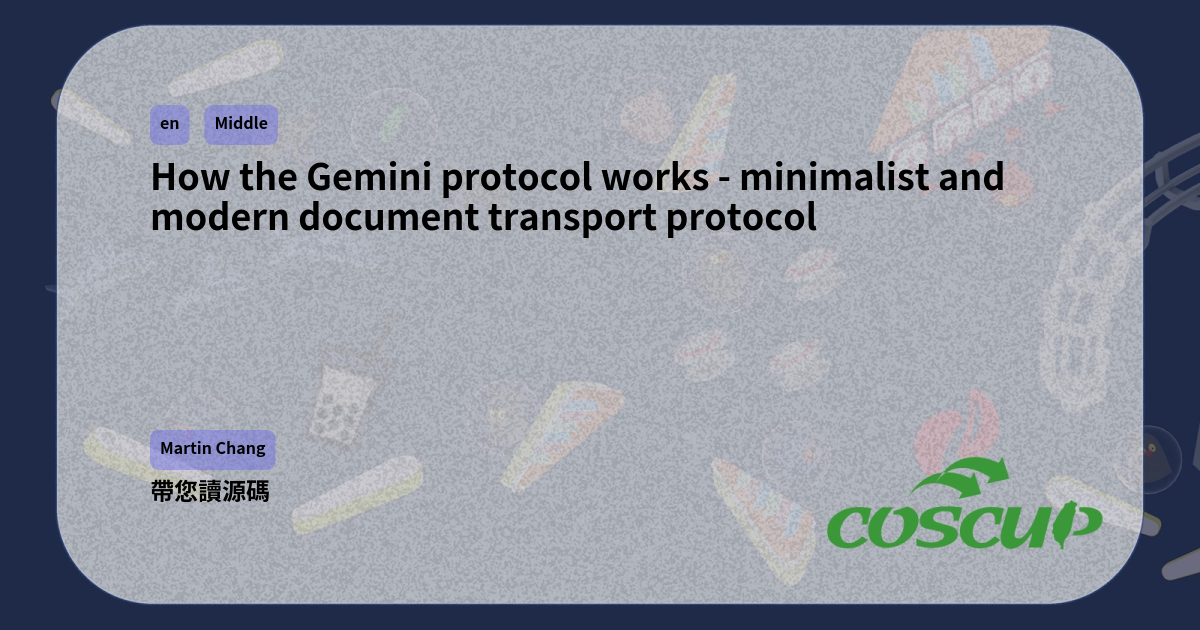 en Middle
How the Gemini protocol works - minimalist and
modern document transport protocol
Martin Chang
帶您讀源碼
COSCUP